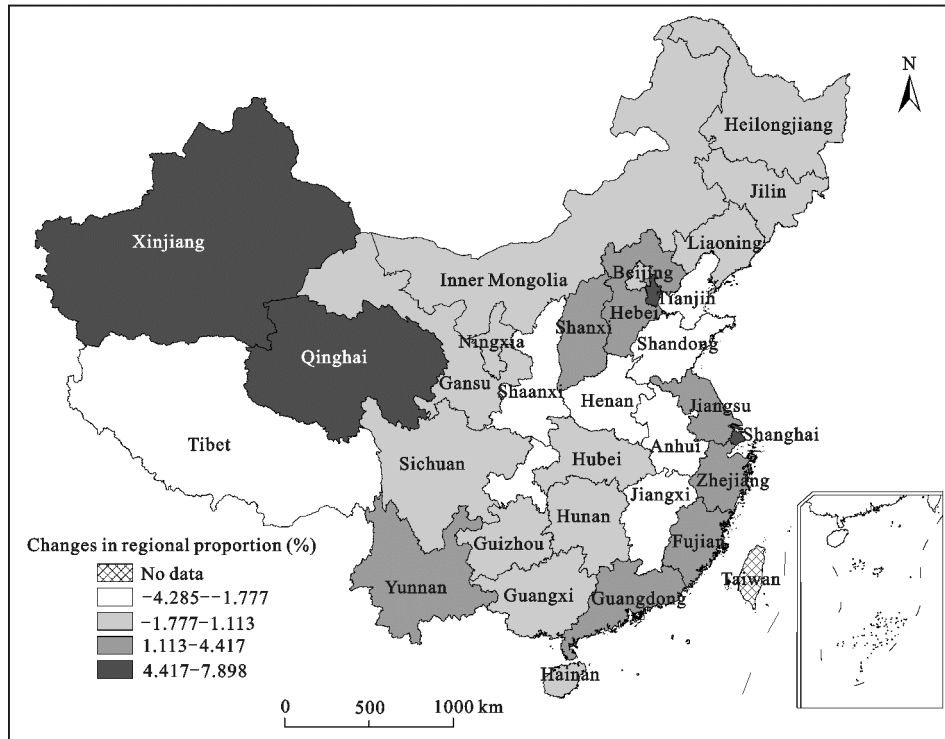 N
Heilongjiang
Jilin
Liaoning
Xinjiang
Inner Mongolia
Beijing
Tianjin
Hebei
Shanxi
Shandong
Ningxia
Qinghai
Gansu
Shaanxi
Henan
Jiangsu
Tibet
Anhui
Shanghai
Sichuan
Hubei
Zhejiang
Jiangxi
Hunan
Guizhou
Fujian
Yunnan
Guangxi
Guangdong
Taiwan
Hainan
Changes in regional proportion (%)
No data
-4.285--1.777
-1.777-1.113
1.113-4.417
4.417-7.898
0 500 1000 km